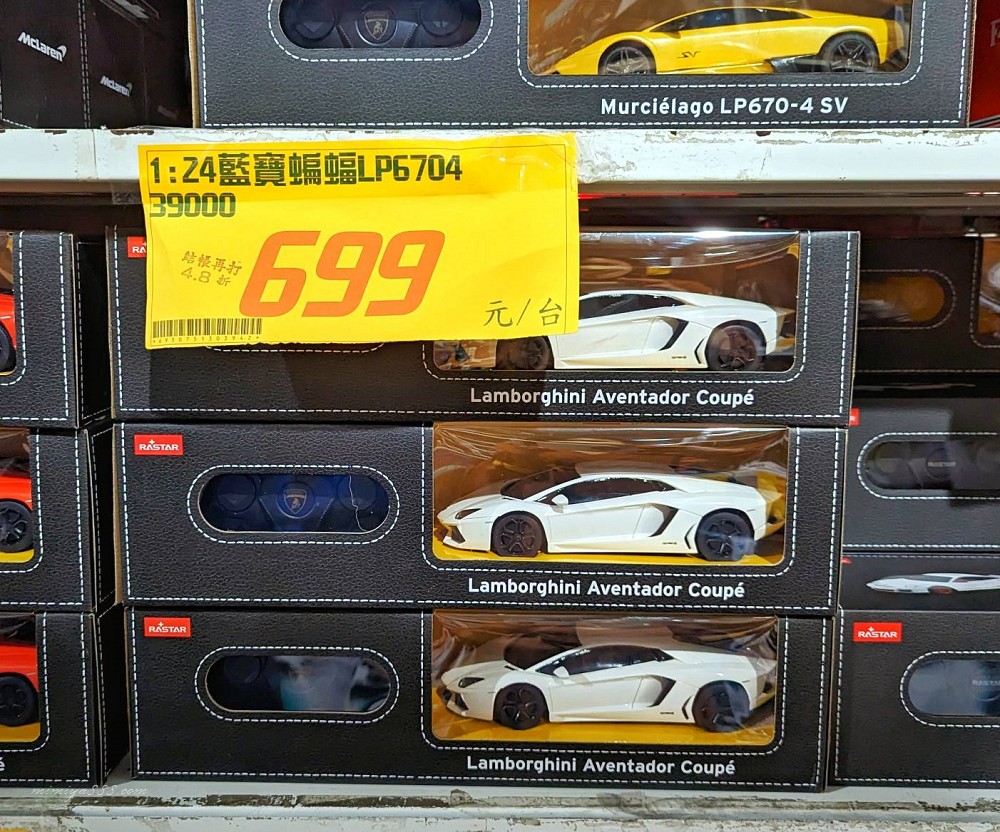 McLaren
McLaren
Murciélago LP670-4 SV
1:24藍寶蝙蝠LP6704
39000
結帳再打
4.8折
699
元/台
RA
Lamborghini Aventador Coupé
RASTAR
Lamborghini Aventador Coupé
RASTAR
Lamborghini Aventador Coupé
RASTAR
é